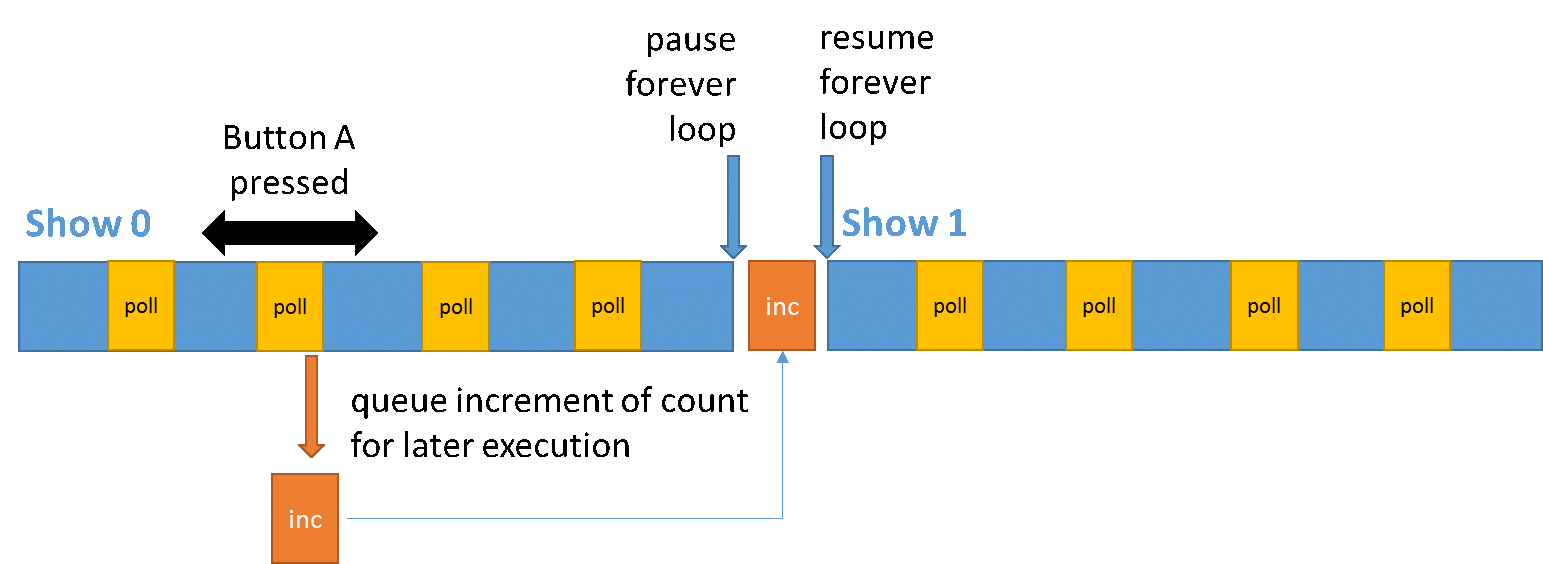 pause
forever
loop
resume
forever
loop
Button A
pressed
Show 0
Show 1
poll
poll
poll
poll
inc
poll
poll
poll
poll
queue increment of count
for later execution
inc